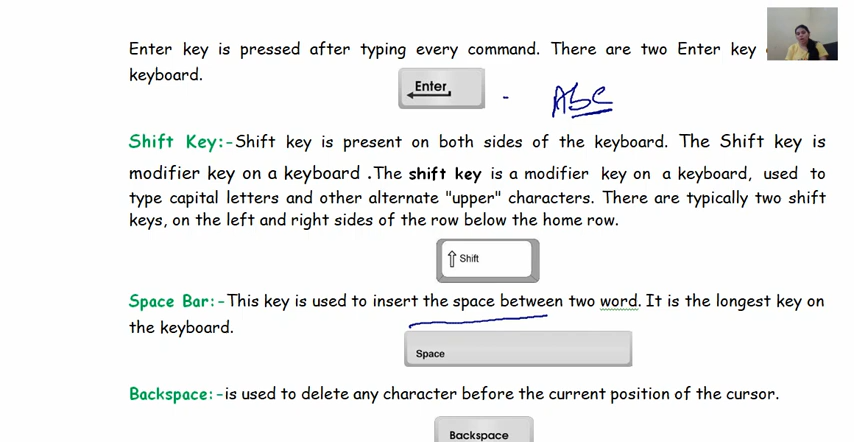 Enter key is pressed after typing every command. There are two Enter key
keyboard.
Enter
- ABC
Shift Key:-Shift key is present on both sides of the keyboard. The Shift key is
modifier key on a keyboard .The shift key is a modifier key on a keyboard, used to
type capital letters and other alternate "upper" characters. There are typically two shift
keys, on the left and right sides of the row below the home row.
Shift
Space Bar:-This key is used to insert the space between two word. It is the longest key on
the keyboard.
Space
Backspace:-is used to delete any character before the current position of the cursor.
Backspace